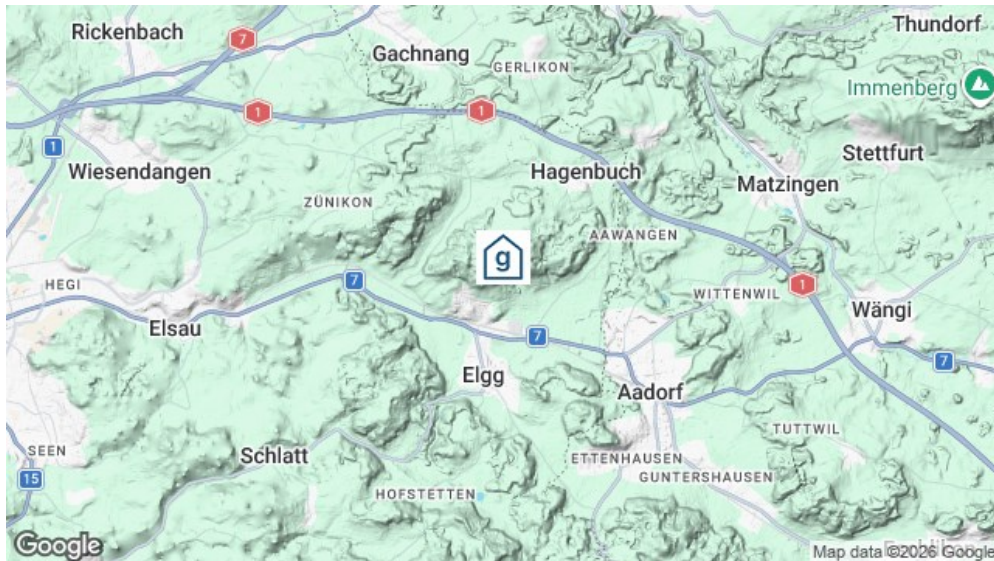 Rickenbach
7
Thundorf
Gachnang
GERLIKON
Immenberg
1
1
1
Wiesendangen
Hagenbuch
Stettfurt
Matzingen
ZÜNIKON
AAWANGEN
g
HEGI
7
WITTENWIL
1
Elsau
Wängi
7
7
Elgg
Aadorf
TUTTWIL
SEEN
Schlatt
ETTENHAUSEN
15
GUNTERSHAUSEN
HOFSTETTEN
Google
Map data ©2026 Google